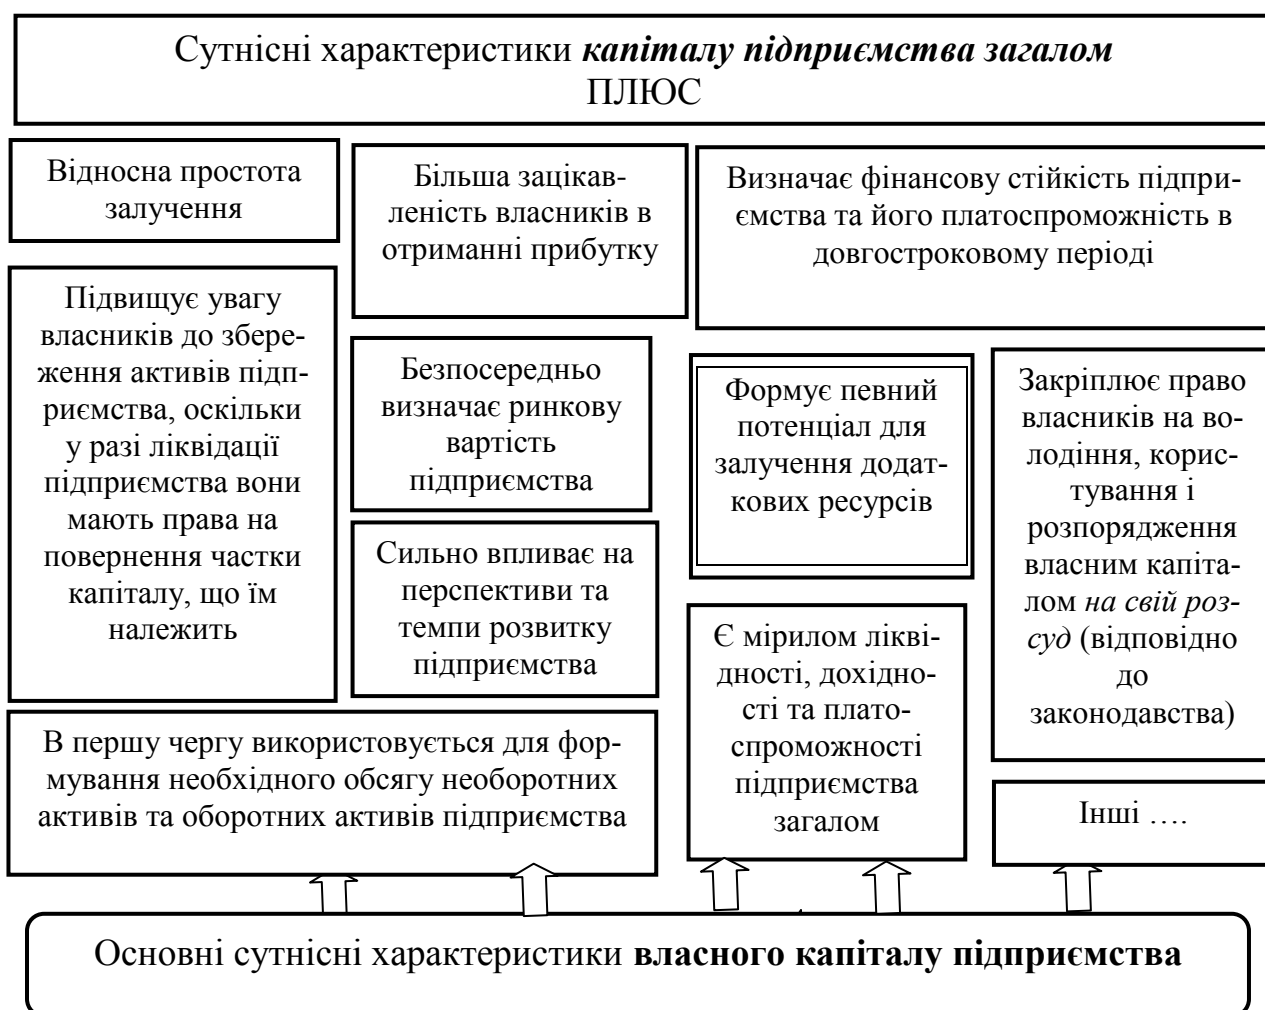 Сутнісні характеристики капіталу підприємства загалом
ПЛЮС
Відносна простота
залучення
Більша зацікав-
леність власників в
отриманні прибутку
Визначає фінансову стійкість підпри-
ємства та його платоспроможність в
довгостроковому періоді
Підвищує увагу
власників до збере-
ження активів підп-
риємства, оскільки
у разі ліквідації
підприємства вони
мають права на
повернення частки
капіталу, що їм
належить
Безпосередньо
визначає ринкову
вартість
підприємства
Формує певний
потенціал для
залучення додат-
кових ресурсів
Закріплює право
власників на во-
лодіння, корис-
тування і
розпорядження
власним капіта-
лом на свій роз-
суд (відповідно
до
законодавства)
Сильно впливає на
перспективи та
темпи розвитку
підприємства
Є мірилом лікві-
дності, дохідно-
сті та плато-
спроможності
підприємства
загалом
В першу чергу використовується для фор-
мування необхідного обсягу необоротних
активів та оборотних активів підприємства
Інші ….
Основні сутнісні характеристики власного капіталу підприємства